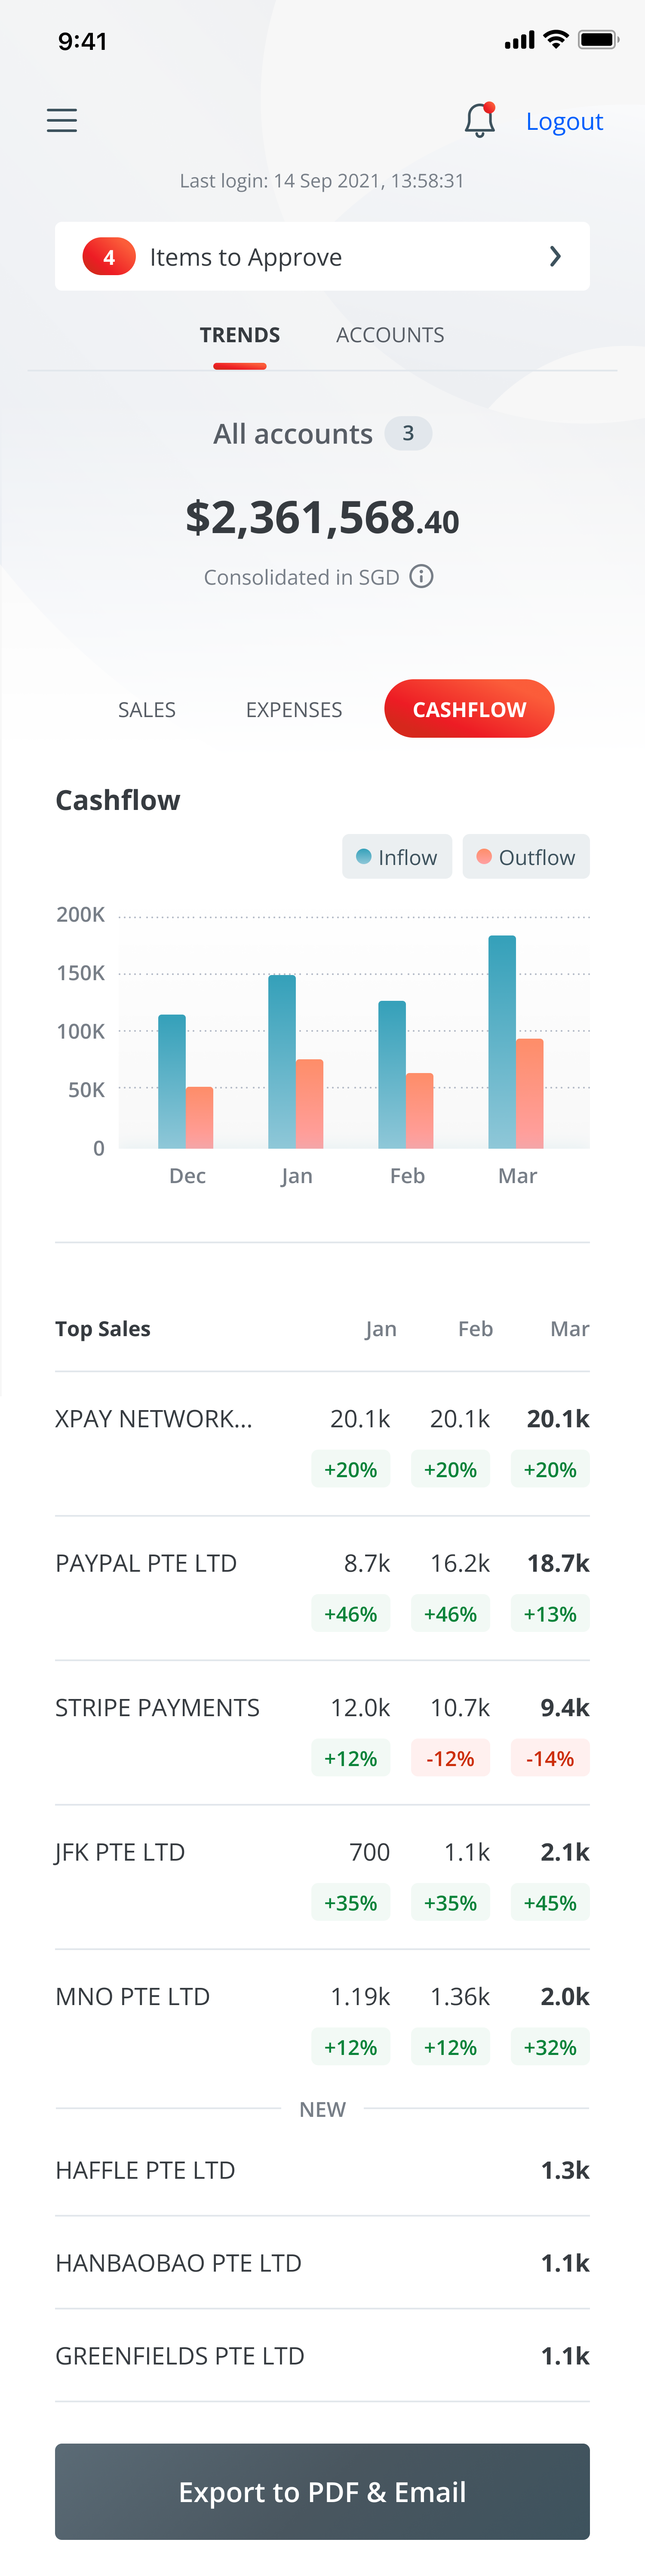 9:41
Logout
Last login: 14 Sep 2021, 13:58:31
4 Items to Approve
TRENDS ACCOUNTS
All accounts 3
$2,361,568.40
Consolidated in SGD
SALES EXPENSES CASHFLOW
Cashflow
Inflow Outflow
200K
150K
100K
50K
0
Dec Jan Feb Mar
Top Sales Jan Feb Mar
XPAY NETWORK... 20.1k 20.1k 20.1k
+20% +20% +20%
PAYPAL PTE LTD 8.7k 16.2k 18.7k
+46% +46% +13%
STRIPE PAYMENTS 12.0k 10.7k 9.4k
+12% -12% -14%
JFK PTE LTD 700 1.1k 2.1k
+35% +35% +45%
MNO PTE LTD 1.19k 1.36k 2.0k
+12% +12% +32%
NEW
HAFFLE PTE LTD 1.3k
HANBAOBAO PTE LTD 1.1k
GREENFIELDS PTE LTD 1.1k
Export to PDF & Email